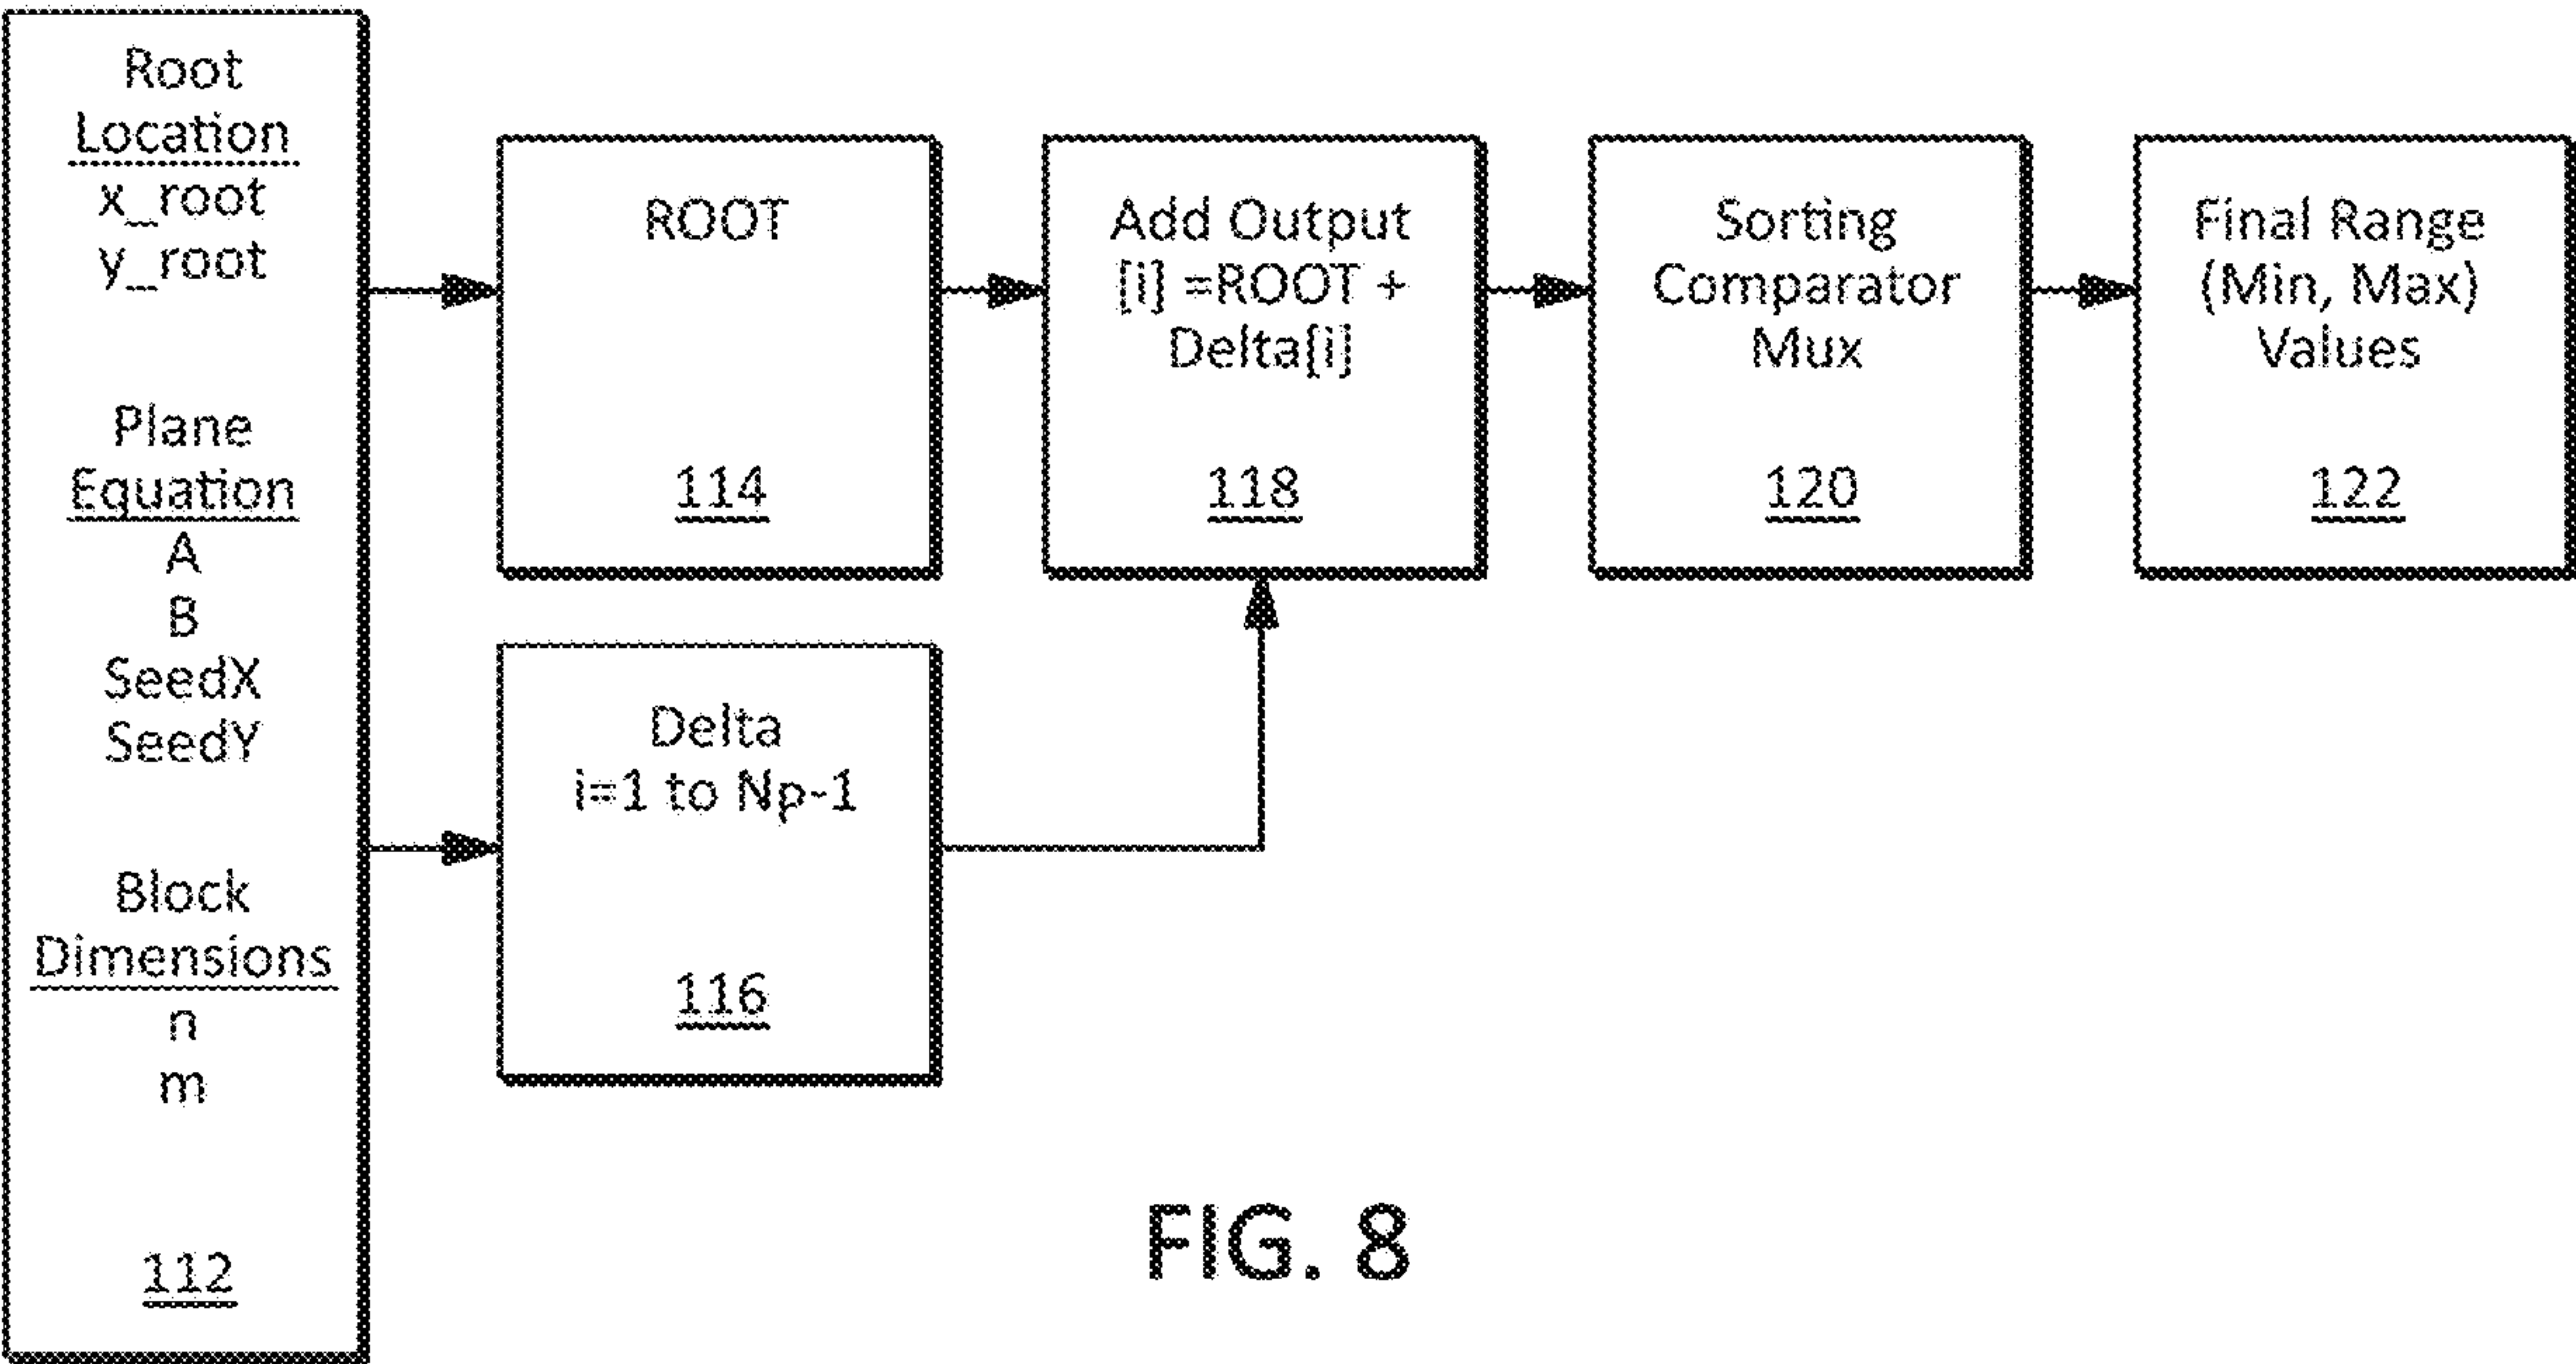 Root
Location
x_root
y_root
Plane
Equation
A
B
SeedX
SeedY
Block
Dimensions
n
m
112
ROOT
114
Delta
i=1 to Np-1
116
Add Output
[i] =ROOT +
Delta[i]
118
Sorting
Comparator
Mux
120
Final Range
(Min, Max)
Values
122
FIG. 8